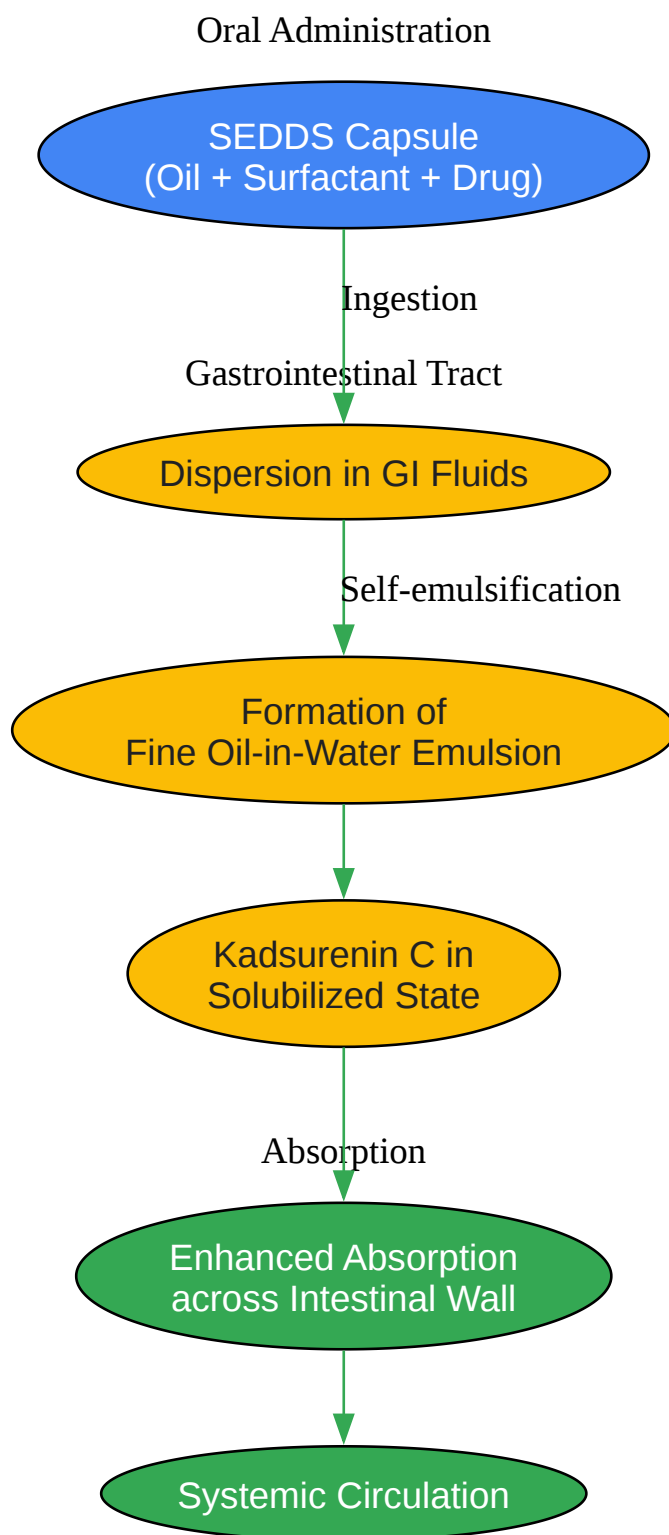 Oral Administration
SEDDS Capsule
(Oil + Surfactant + Drug)
Ingestion
Gastrointestinal Tract
Dispersion in GI Fluids
Self-emulsification
Formation of
Fine Oil-in-Water Emulsion
Kadsurenin C in
Solubilized State
Absorption
Enhanced Absorption
across Intestinal Wall
Systemic Circulation